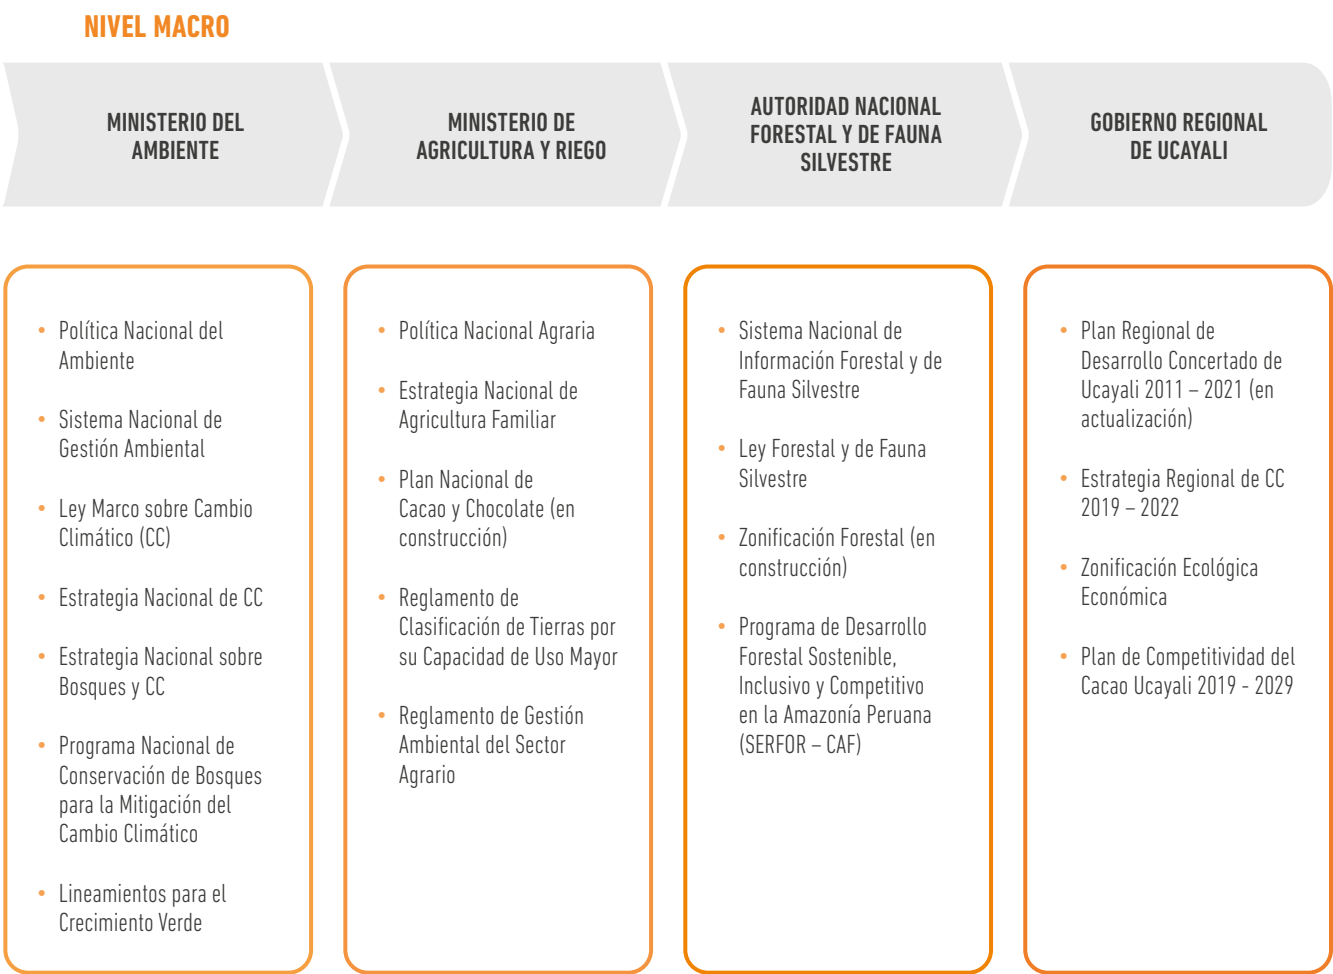 NIVEL MACRO
MINISTERIO DEL
AMBIENTE
MINISTERIO DE
AGRICULTURA Y RIEGO
AUTORIDAD NACIONAL
FORESTAL Y DE FAUNA
SILVESTRE
GOBIERNO REGIONAL
DE UCAYALI
• Política Nacional del
Ambiente
• Sistema Nacional de
Gestión Ambiental
• Ley Marco sobre Cambio
Climático (CC)
• Estrategia Nacional de CC
• Estrategia Nacional sobre
Bosques y CC
• Programa Nacional de
Conservación de Bosques
para la Mitigación del
Cambio Climático
• Lineamientos para el
Crecimiento Verde
• Política Nacional Agraria
• Estrategia Nacional de
Agricultura Familiar
• Plan Nacional de
Cacao y Chocolate (en
construcción)
• Reglamento de
Clasificación de Tierras por
su Capacidad de Uso Mayor
• Reglamento de Gestión
Ambiental del Sector
Agrario
• Sistema Nacional de
Información Forestal y de
Fauna Silvestre
• Ley Forestal y de Fauna
Silvestre
• Zonificación Forestal (en
construcción)
• Programa de Desarrollo
Forestal Sostenible,
Inclusivo y Competitivo
en la Amazonía Peruana
(SERFOR – CAF)
• Plan Regional de
Desarrollo Concertado de
Ucayali 2011 – 2021 (en
actualización)
• Estrategia Regional de CC
2019 – 2022
• Zonificación Ecológica
Económica
• Plan de Competitividad del
Cacao Ucayali 2019 - 2029